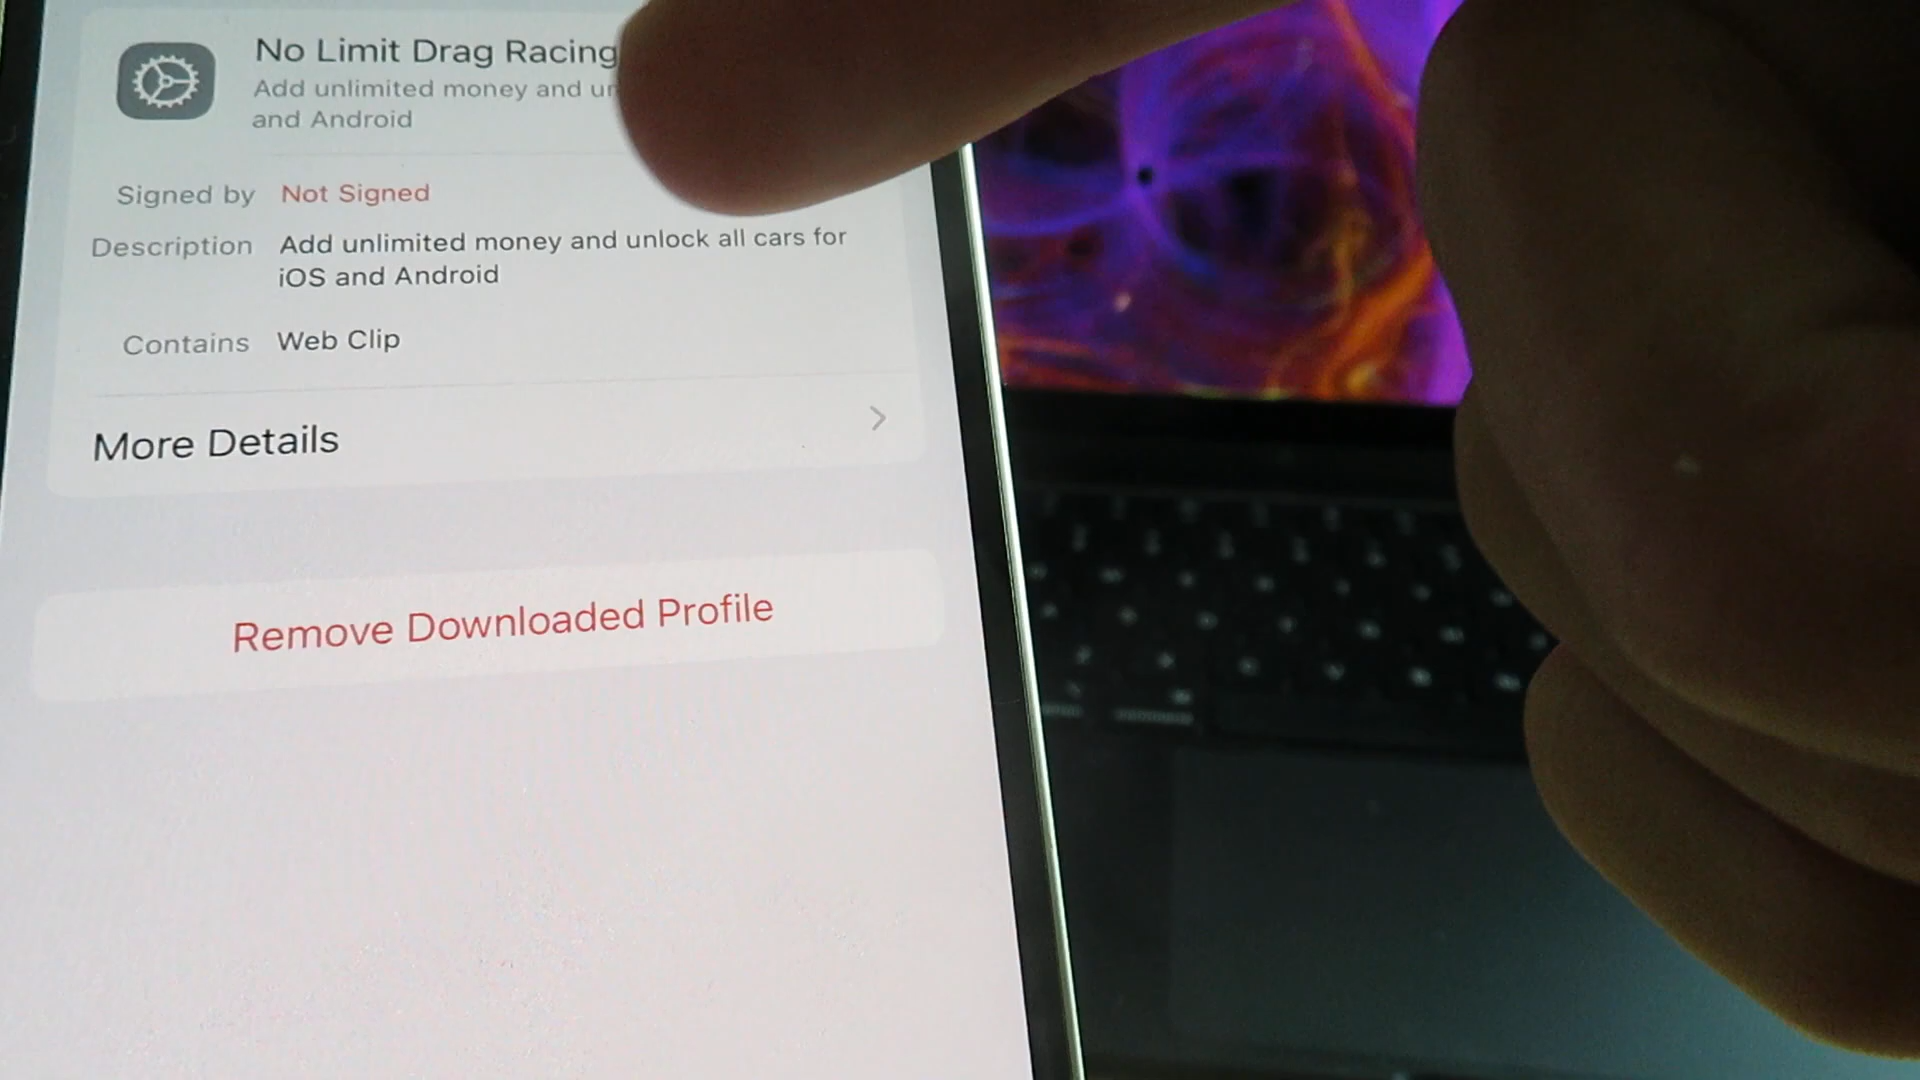 No Limit Drag Racing
Add unlimited money and
and Android
Signed by Not Signed
Description Add unlimited money and unlock all cars for
iOS and Android
Contains Web Clip
More Details
Remove Downloaded Profile